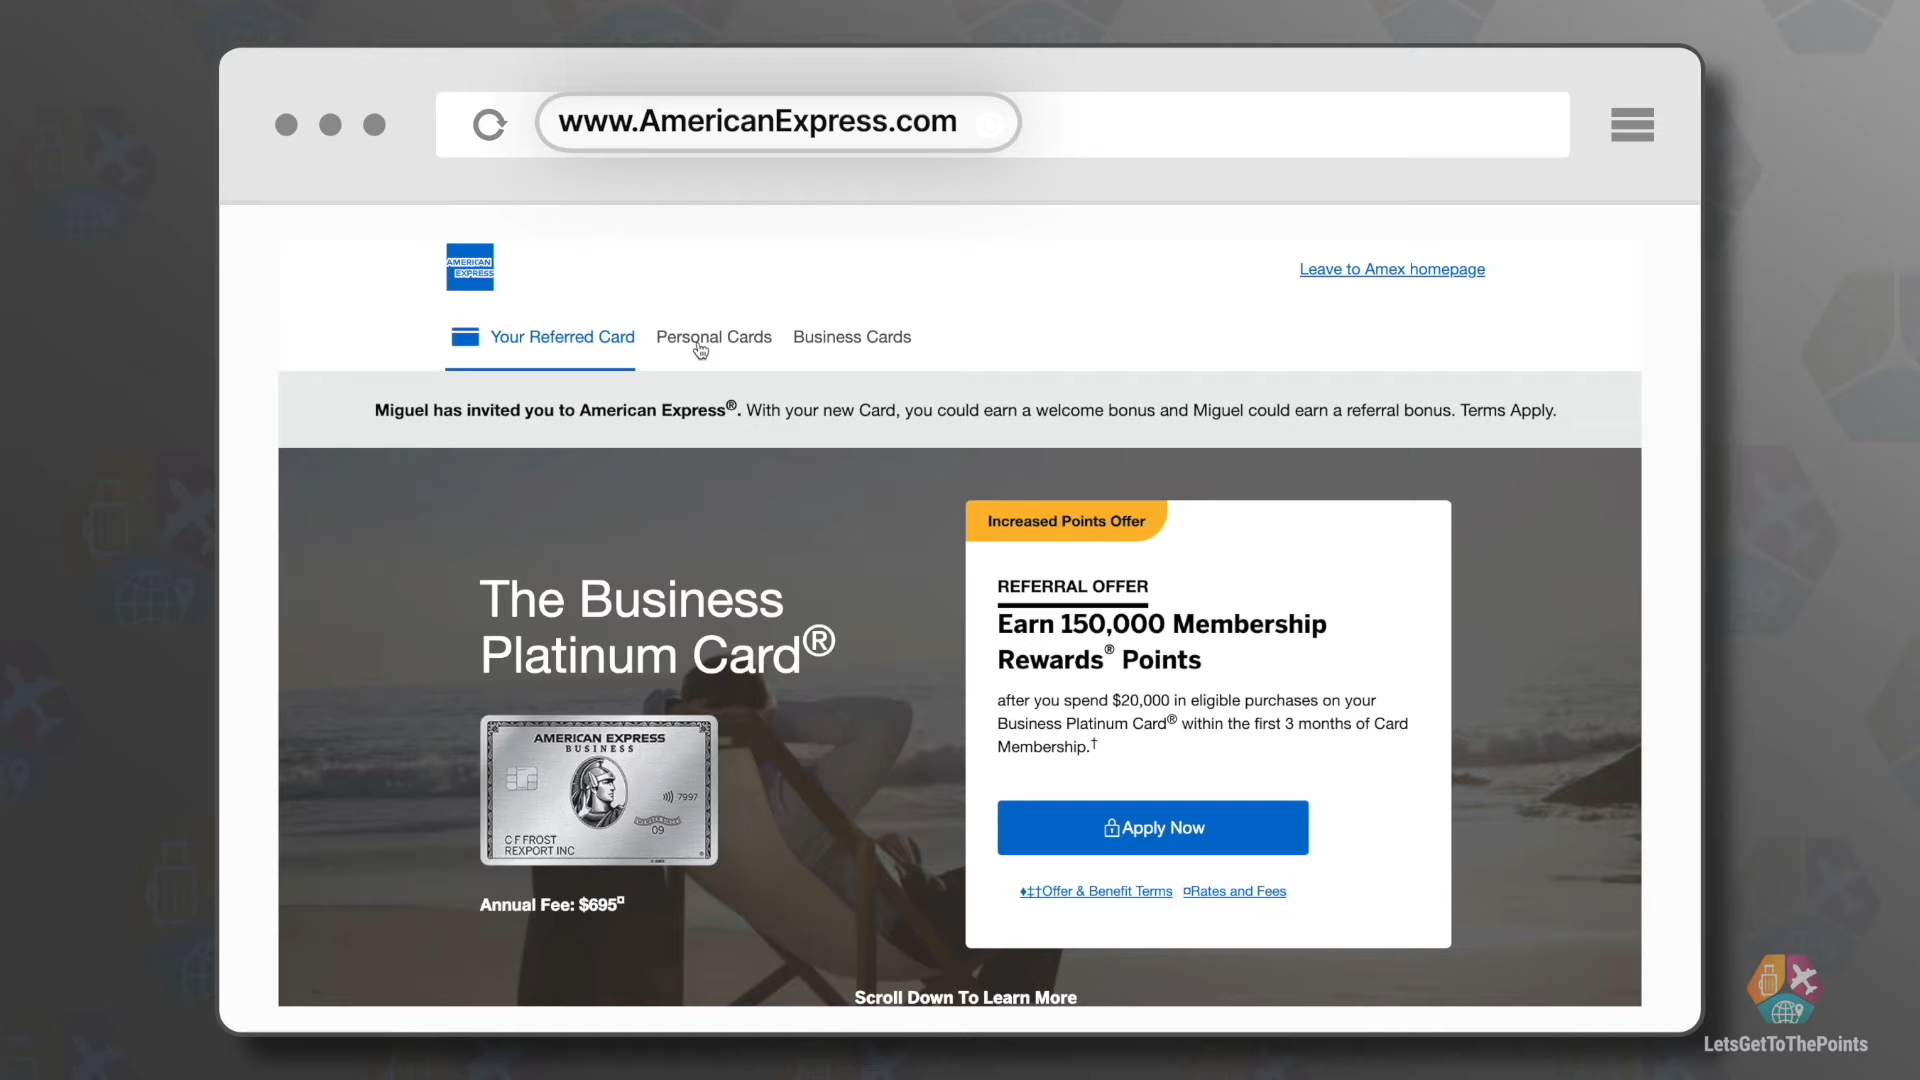 www.AmericanExpress.com
AMERICAN
EXPRESS
Leave to Amex homepage
Your Referred Card Personal Cards Business Cards
Miguel has invited you to American Express®. With your new Card, you could earn a welcome bonus and Miguel could earn a referral bonus. Terms Apply.
Increased Points Offer
REFERRAL OFFER
Earn 150,000 Membership
Rewards® Points
after you spend $20,000 in eligible purchases on your
Business Platinum Card® within the first 3 months of Card
Membership.†
Apply Now
♦‡†Offer & Benefit Terms ¤Rates and Fees
The Business
Platinum Card®
AMERICAN EXPRESS
BUSINESS
7997
MEMBER SINCE
09
C F FROST
REXPORT INC
Annual Fee: $695¤
Scroll Down To Learn More
LetsGetToThePoints